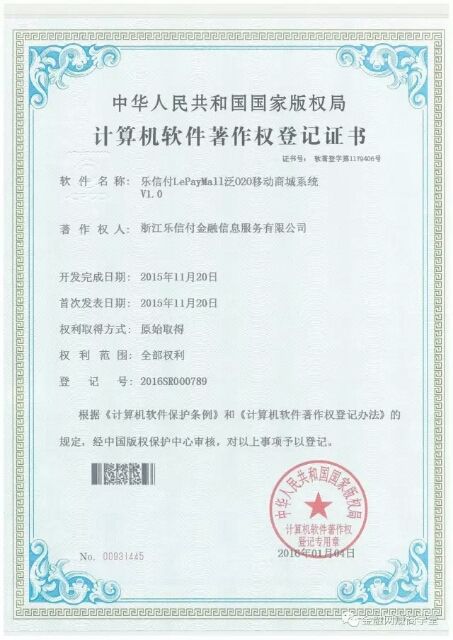 中华人民共和国国家版权局
计算机软件著作权登记证书
证书号： 软著登字第1179406号
软件名称： 乐信付LePayMall泛O2O移动商城系统
V1.0
著作权人： 浙江乐信付金融信息服务有限公司
开发完成日期： 2015年11月20日
首次发表日期： 2015年11月20日
权利取得方式： 原始取得
权利范围： 全部权利
登记号： 2016SR000789
根据《计算机软件保护条例》和《计算机软件著作权登记办法》的
规定，经中国版权保护中心审核，对以上事项予以登记。
中华人民共和国国家版权局
计算机软件著作权
登记专用章
No. 00931445
2016年01月04日
金融网赚商学堂